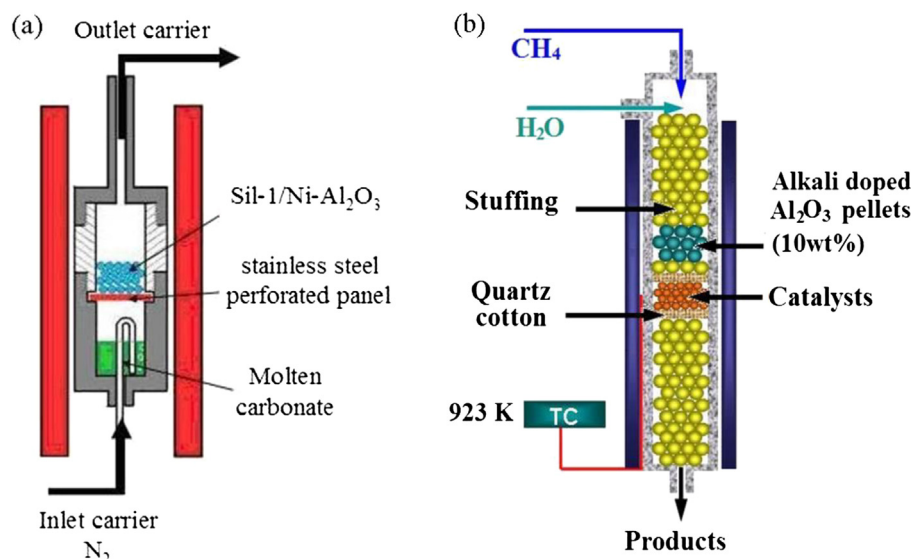 (a)
Outlet carrier
Sil-1/Ni-Al₂O₃
stainless steel
perforated panel
Molten
carbonate
Inlet carrier
N₂
(b)
CH₄
H₂O
Stuffing
Alkali doped
Al₂O₃ pellets
(10wt%)
Quartz
cotton
Catalysts
923 K
TC
Products